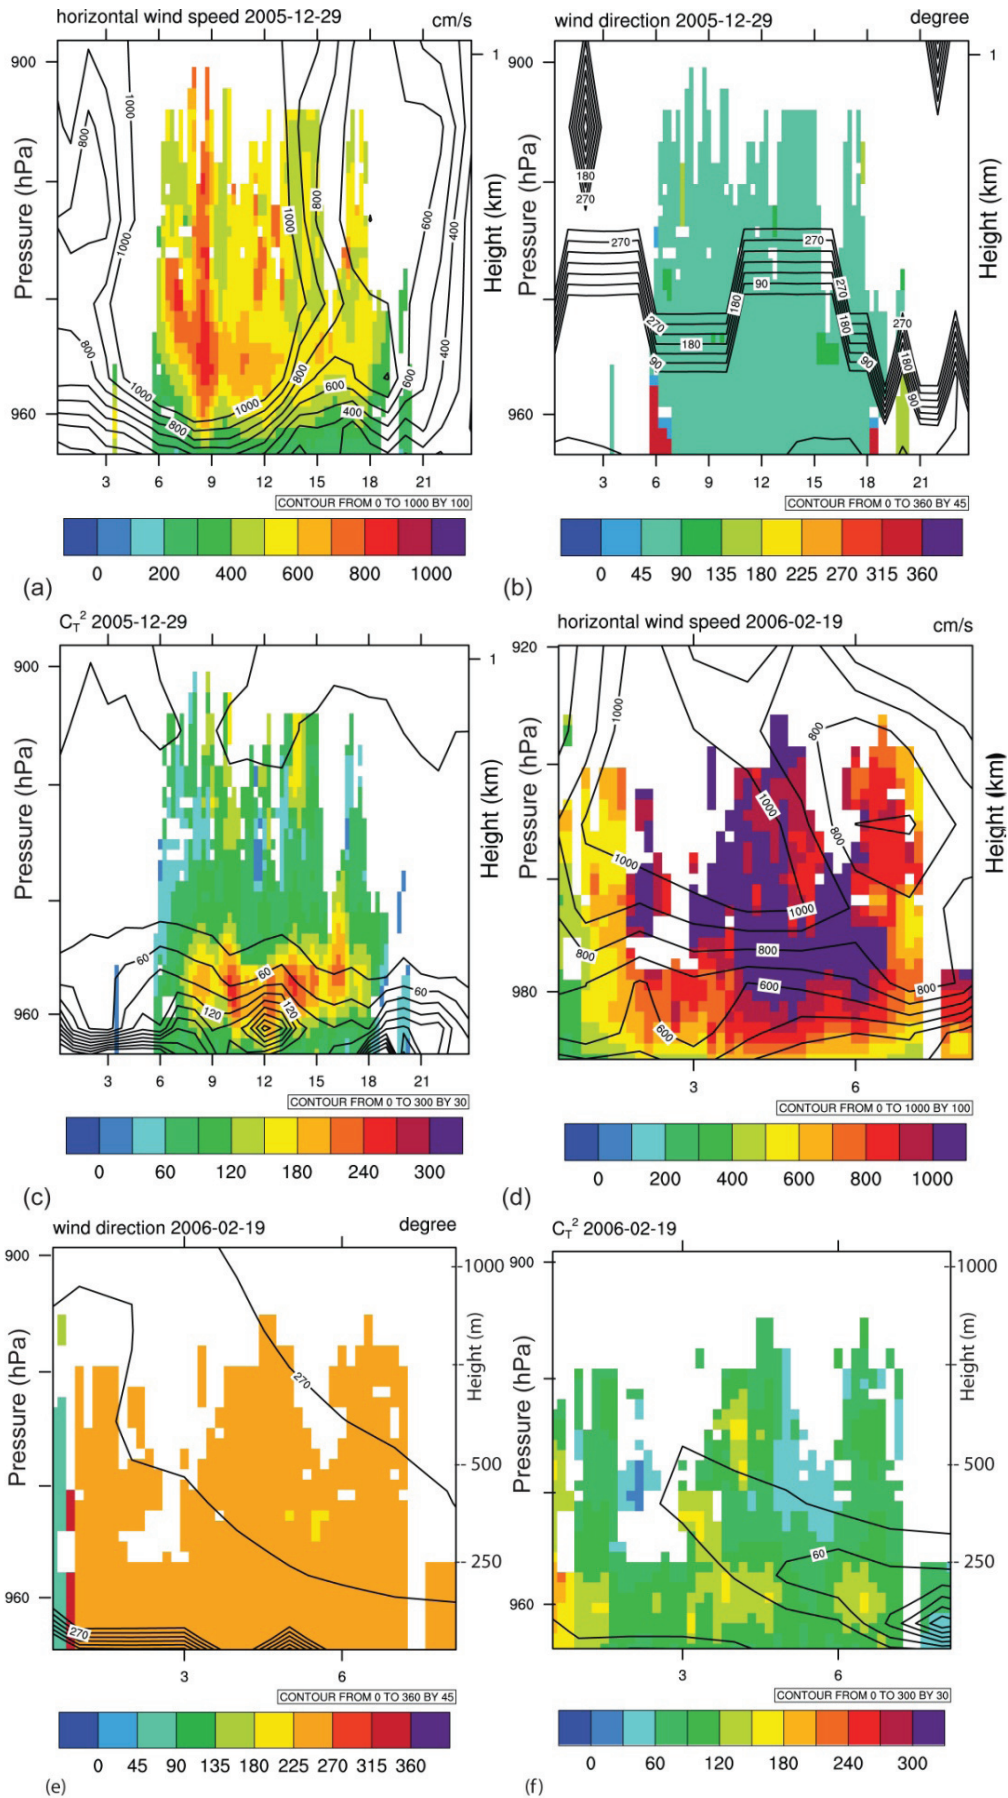 horizontal wind speed 2005-12-29 cm/s
900
960
Pressure (hPa)
1
Height (km)
1000
800
1000
1000
800
600
400
1000
800
800
1000
800
1000
800
600
400
600
400
3 6 9 12 15 18 21
CONTOUR FROM 0 TO 1000 BY 100
0 200 400 600 800 1000
(a)
wind direction 2005-12-29 degree
900
960
Pressure (hPa)
1
Height (km)
180
270
270
270
180
90
180
270
90
270
180
90
270
180
90
3 6 9 12 15 18 21
CONTOUR FROM 0 TO 360 BY 45
0 45 90 135 180 225 270 315 360
(b)
C_T^2 2005-12-29
900
960
Pressure (hPa)
1
Height (km)
60
60
60
120
120
3 6 9 12 15 18 21
CONTOUR FROM 0 TO 300 BY 30
0 60 120 180 240 300
(c)
horizontal wind speed 2006-02-19 cm/s
920
980
Pressure (hPa)
Height (km)
1000
800
1000
800
1000
1000
800
800
600
800
600
3 6
CONTOUR FROM 0 TO 1000 BY 100
0 200 400 600 800 1000
(d)
wind direction 2006-02-19 degree
900
960
Pressure (hPa)
1000
500
250
Height (m)
270
270
3 6
CONTOUR FROM 0 TO 360 BY 45
0 45 90 135 180 225 270 315 360
(e)
C_T^2 2006-02-19
900
960
Pressure (hPa)
1000
500
250
Height (m)
60
3 6
CONTOUR FROM 0 TO 300 BY 30
0 60 120 180 240 300
(f)